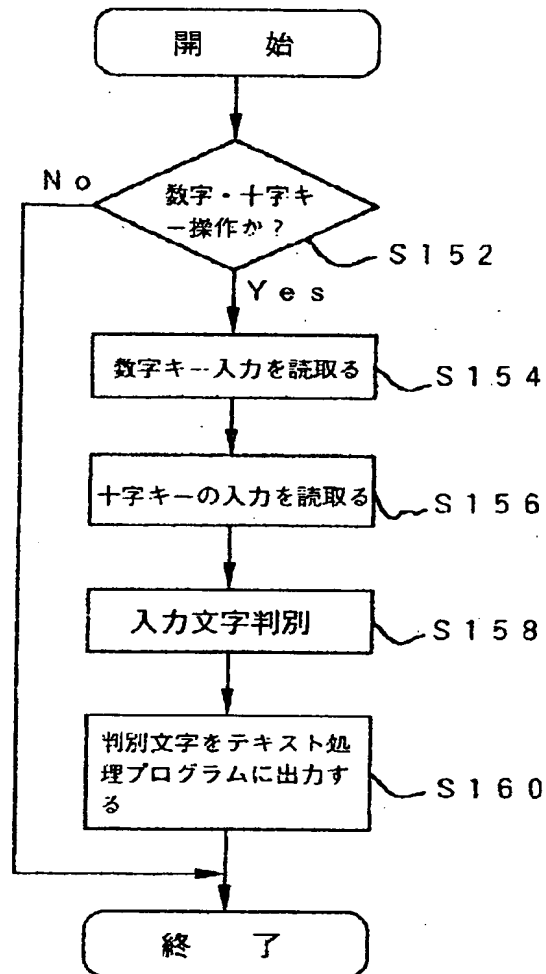 開 始
No
数字・十字キ
ー操作か?
S152
Yes
数字キー入力を読取る
S154
十字キーの入力を読取る
S156
入力文字判別
S158
判別文字をテキスト処
理プログラムに出力す
る
S160
終 了